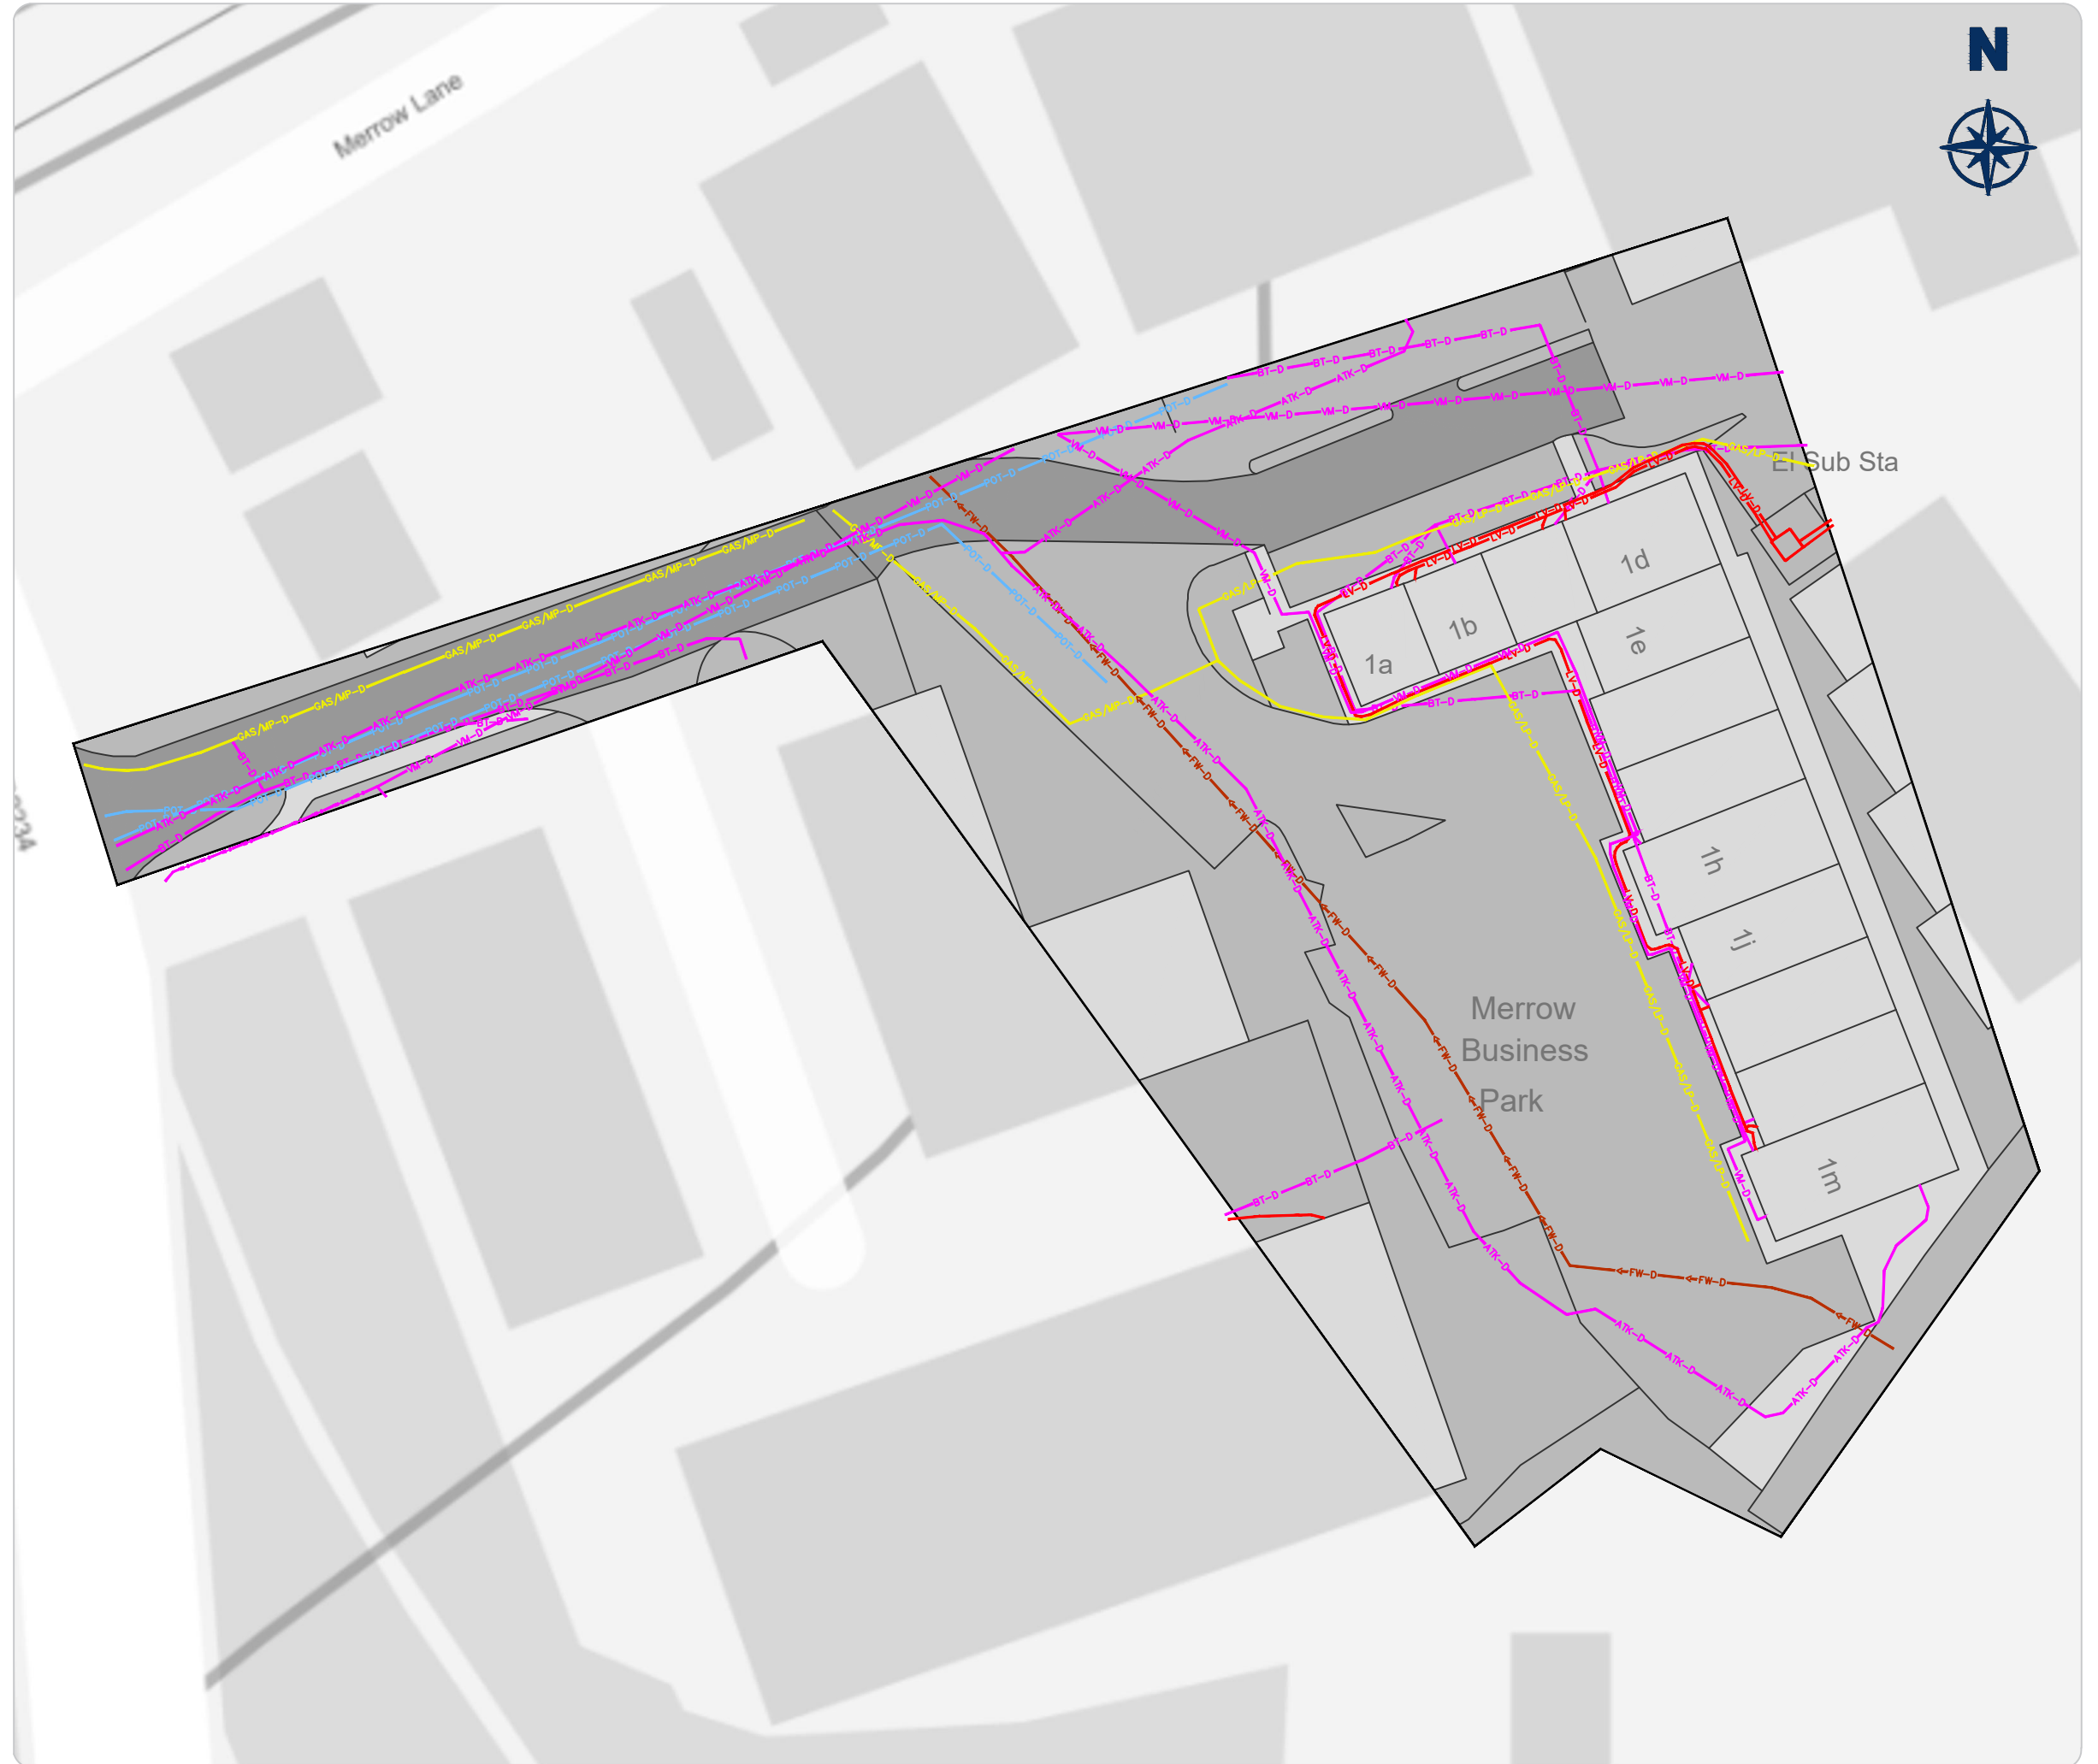 N
Merrow Lane
El Sub Sta
1a
1b
1d
1e
1h
1j
1m
Merrow
Business
Park
GAS/MP-D
ATK-D
POT-D
BT-D
VM-D
FW-D
GAS/LP-D
LV-D